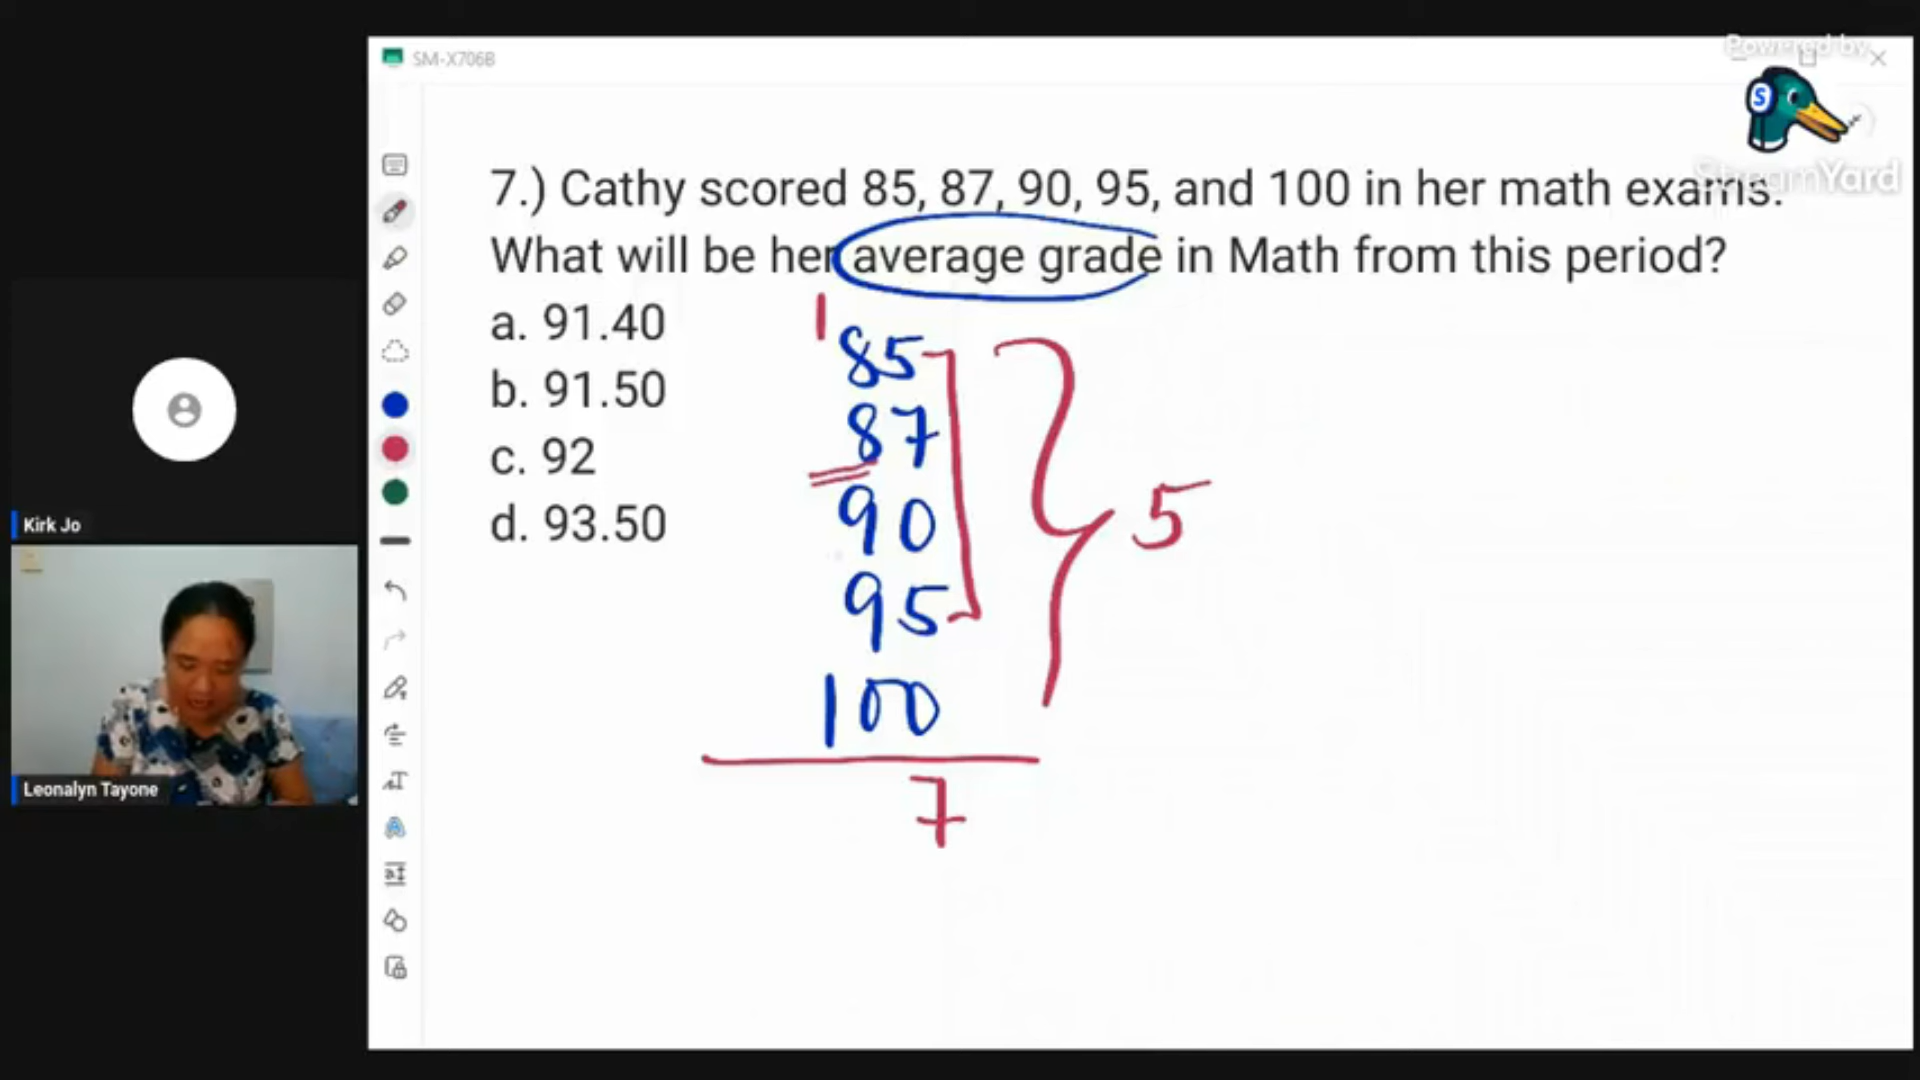 SM-X706B
Powered by
StreamYard
7.) Cathy scored 85, 87, 90, 95, and 100 in her math exams.
What will be her average grade in Math from this period?
a. 91.40
b. 91.50
c. 92
d. 93.50
1
85
87
90
95
100
5
7
Kirk Jo
Leonalyn Tayone